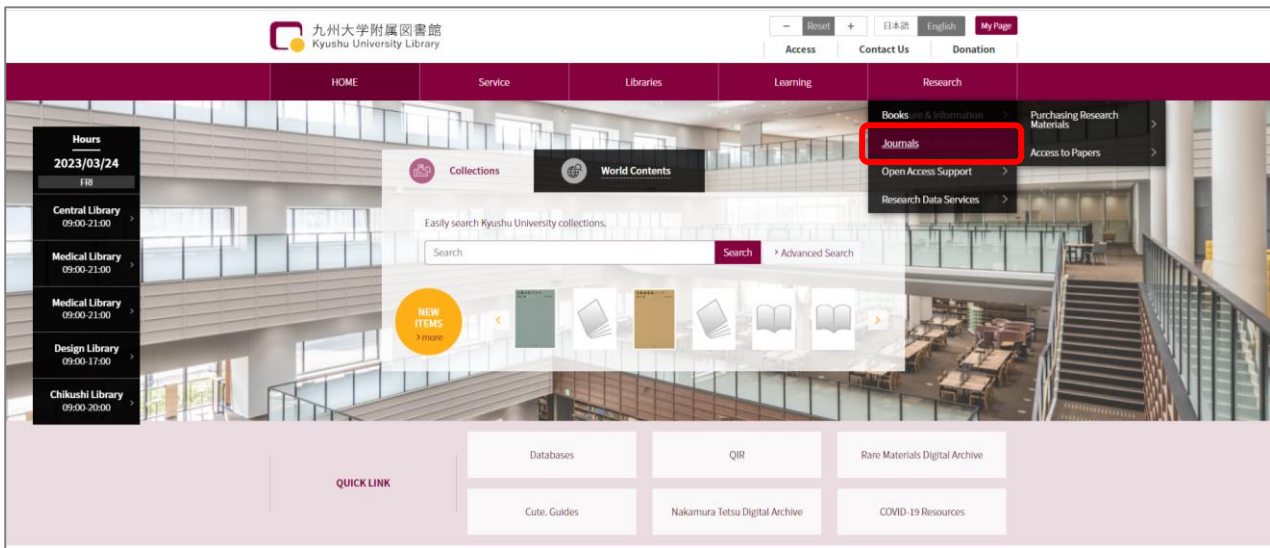 九州大学附属図書館
Kyushu University Library
− Reset + 日本語 English My Page
Access Contact Us Donation
HOME Service Libraries Learning Research
Books
Journals
Open Access Support
Research Data Services
Purchasing Research
Materials
Access to Papers
Hours
2023/03/24
FRI
Central Library
09:00-21:00
Medical Library
09:00-21:00
Medical Library
09:00-21:00
Design Library
09:00-17:00
Chikushi Library
09:00-20:00
Collections World Contents
Easily search Kyushu University collections.
Search Search Advanced Search
NEW
ITEMS
more
QUICK LINK
Databases QIR Rare Materials Digital Archive
Cute. Guides Nakamura Tetsu Digital Archive COVID-19 Resources